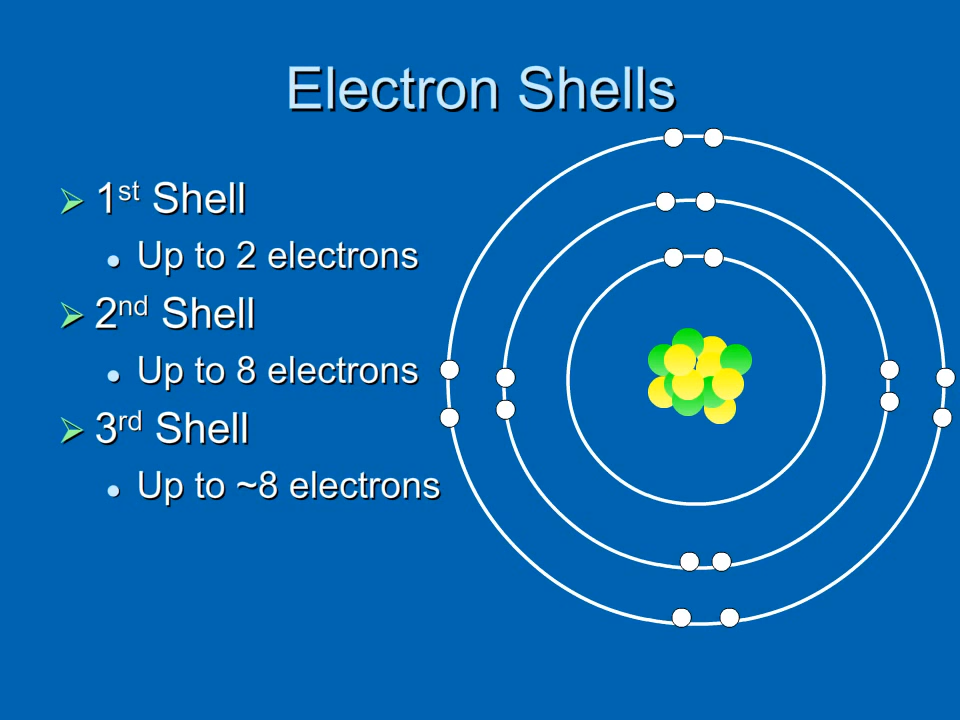 Electron Shells
1st Shell
Up to 2 electrons
2nd Shell
Up to 8 electrons
3rd Shell
Up to ~8 electrons